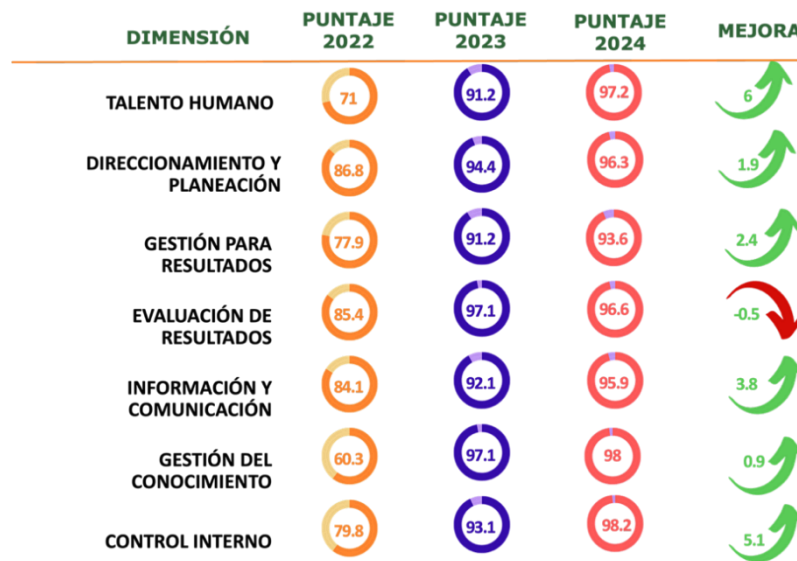 DIMENSIÓN PUNTAJE 2022 PUNTAJE 2023 PUNTAJE 2024 MEJORA
TALENTO HUMANO 71 91.2 97.2 6
DIRECCIONAMIENTO Y
PLANEACIÓN 86.8 94.4 96.3 1.9
GESTIÓN PARA
RESULTADOS 77.9 91.2 93.6 2.4
EVALUACIÓN DE
RESULTADOS 85.4 97.1 96.6 -0.5
INFORMACIÓN Y
COMUNICACIÓN 84.1 92.1 95.9 3.8
GESTIÓN DEL
CONOCIMIENTO 60.3 97.1 98 0.9
CONTROL INTERNO 79.8 93.1 98.2 5.1